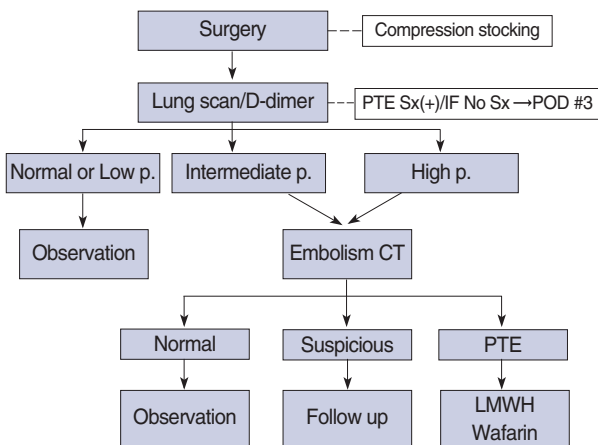 Surgery
Compression stocking
Lung scan/D-dimer
PTE Sx(+)/IF No Sx →POD #3
Normal or Low p.
Intermediate p.
High p.
Observation
Embolism CT
Normal
Suspicious
PTE
Observation
Follow up
LMWH
Wafarin